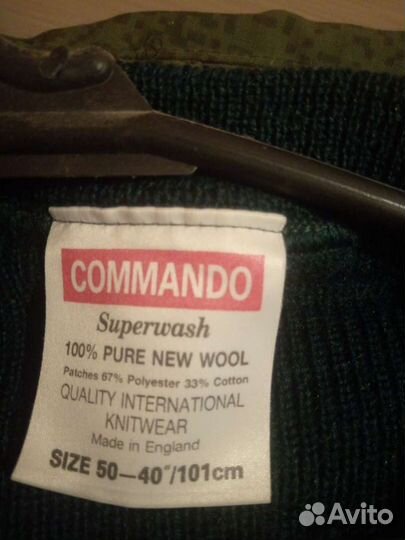 COMMANDO
Superwash
100% PURE NEW WOOL
Patches 67% Polyester 33% Cotton
QUALITY INTERNATIONAL
KNITWEAR
Made in England
SIZE 50—40"/101cm
Avito